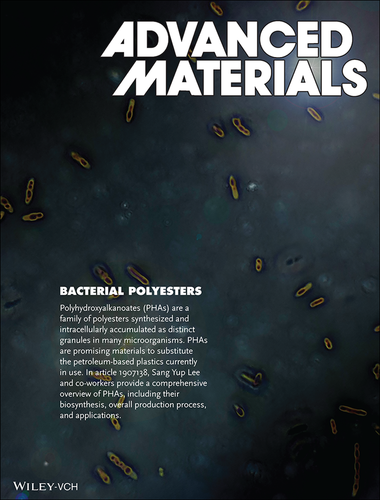 ADVANCED
MATERIALS
BACTERIAL POLYESTERS
Polyhydroxyalkanoates (PHAs) are a
family of polyesters synthesized and
intracellularly accumulated as distinct
granules in many microorganisms. PHAs
are promising materials to substitute
the petroleum-based plastics currently
in use. In article 1907138, Sang Yup Lee
and co-workers provide a comprehensive
overview of PHAs, including their
biosynthesis, overall production process,
and applications.
WILEY-VCH